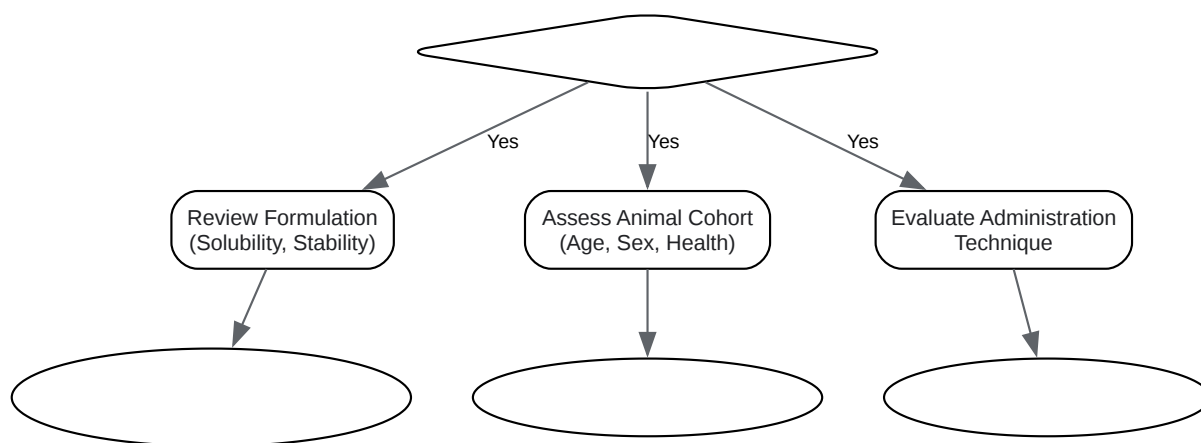 Yes
Yes
Yes
Review Formulation
(Solubility, Stability)
Assess Animal Cohort
(Age, Sex, Health)
Evaluate Administration
Technique